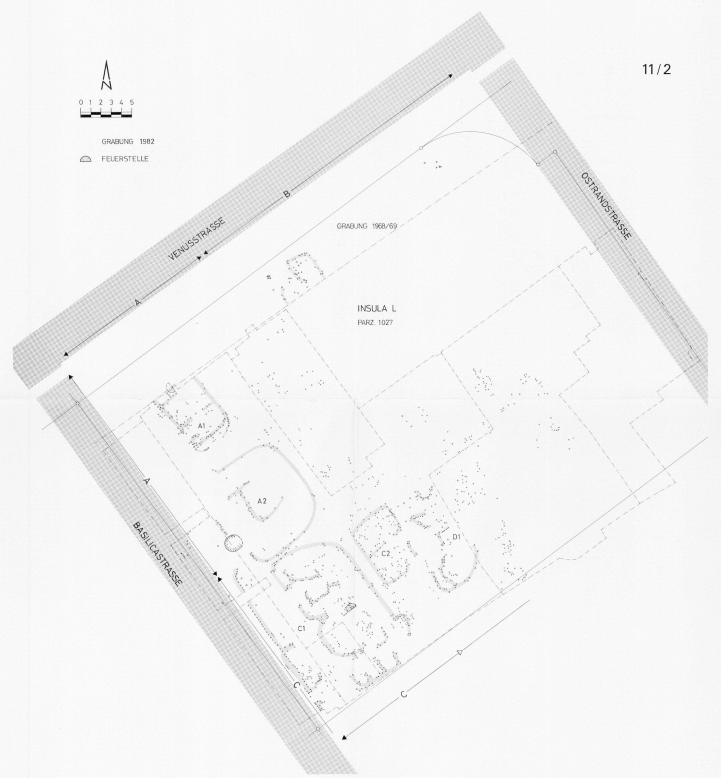 11/2
N
0 1 2 3 4 5
GRABUNG 1982
FEUERSTELLE
VENUSSTRASSE
B
A
OSTRANDSTRASSE
GRABUNG 1968/69
INSULA L
PARZ. 1027
A1
A
A2
BASILICASTRASSE
C2
D1
C1
C
C